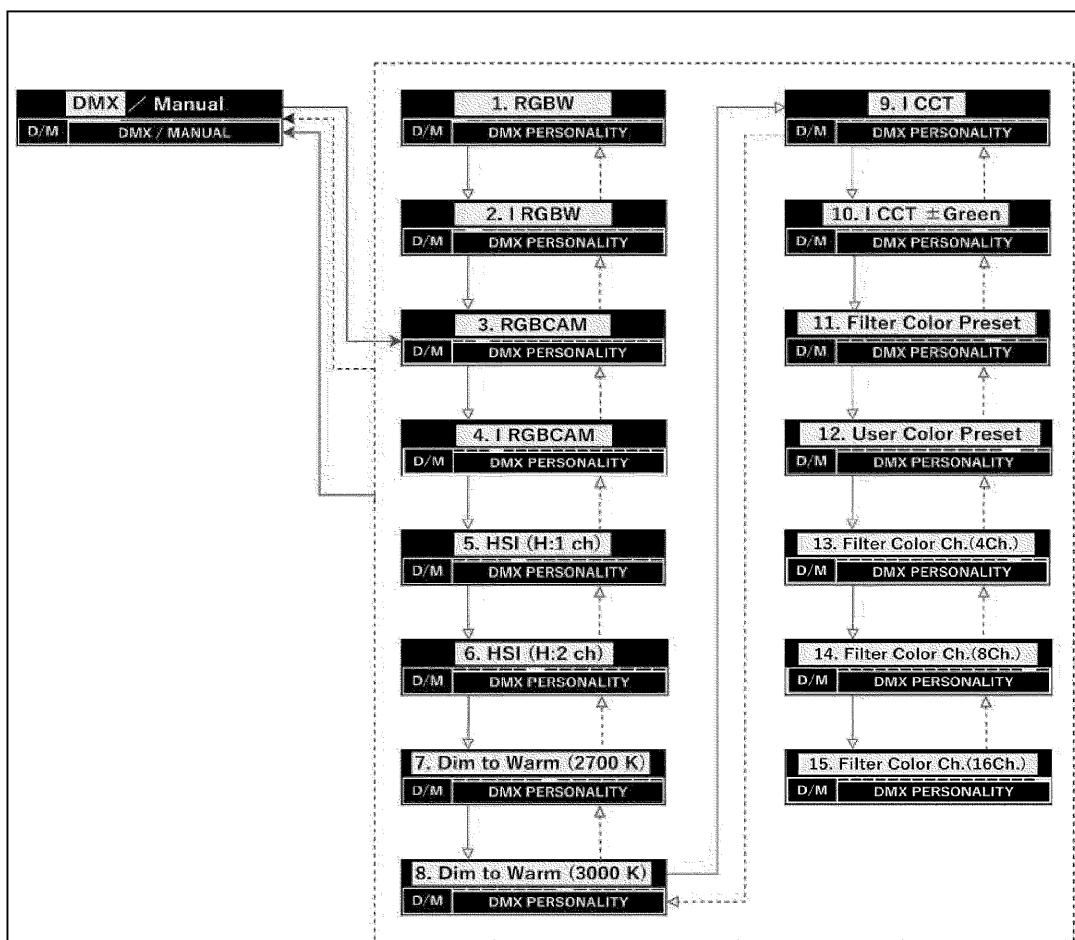 DMX / Manual
D/M DMX / MANUAL
1. RGBW
D/M DMX PERSONALITY
2. I RGBW
D/M DMX PERSONALITY
3. RGBCAM
D/M DMX PERSONALITY
4. I RGBCAM
D/M DMX PERSONALITY
5. HSI (H:1 ch)
D/M DMX PERSONALITY
6. HSI (H:2 ch)
D/M DMX PERSONALITY
7. Dim to Warm (2700 K)
D/M DMX PERSONALITY
8. Dim to Warm (3000 K)
D/M DMX PERSONALITY
9. I CCT
D/M DMX PERSONALITY
10. I CCT ±Green
D/M DMX PERSONALITY
11. Filter Color Preset
D/M DMX PERSONALITY
12. User Color Preset
D/M DMX PERSONALITY
13. Filter Color Ch.(4Ch.)
D/M DMX PERSONALITY
14. Filter Color Ch.(8Ch.)
D/M DMX PERSONALITY
15. Filter Color Ch.(16Ch.)
D/M DMX PERSONALITY